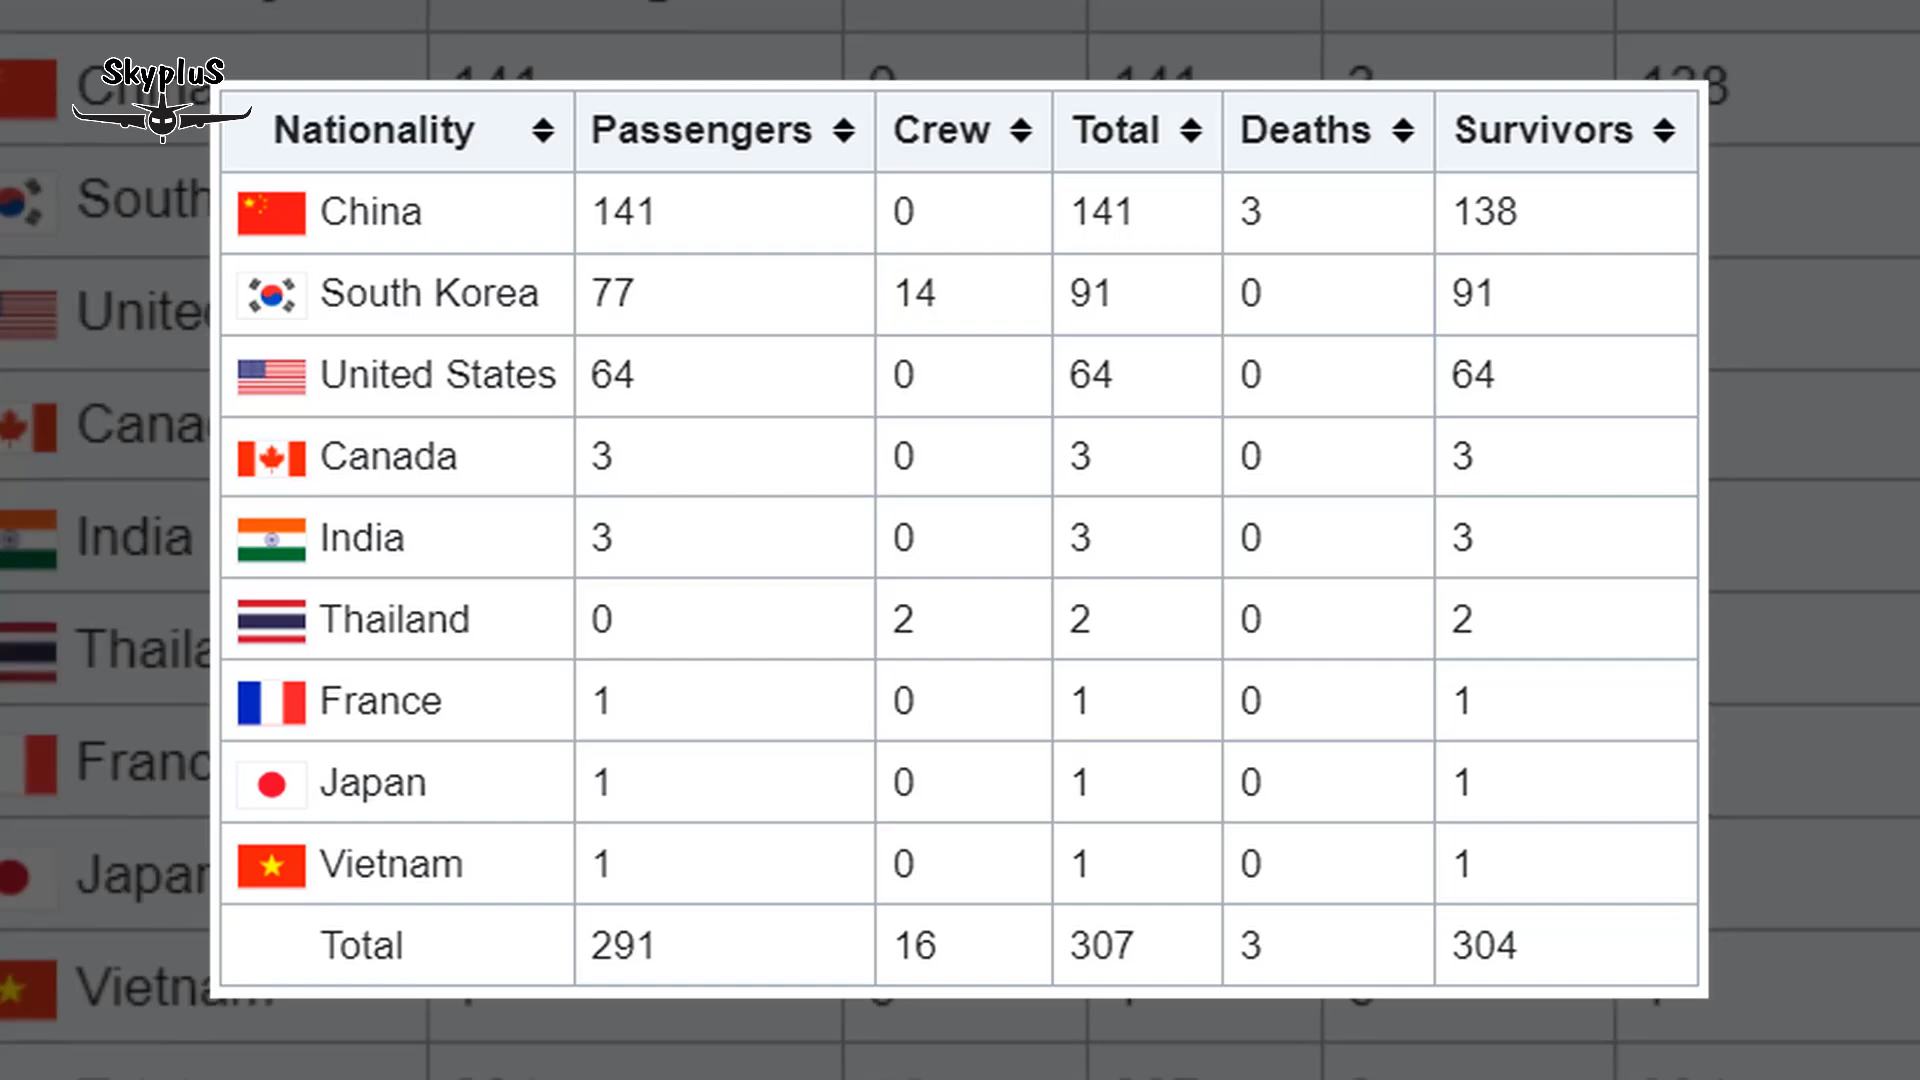 SkypluS
Nationality Passengers Crew Total Deaths Survivors
China 141 0 141 3 138
South Korea 77 14 91 0 91
United States 64 0 64 0 64
Canada 3 0 3 0 3
India 3 0 3 0 3
Thailand 0 2 2 0 2
France 1 0 1 0 1
Japan 1 0 1 0 1
Vietnam 1 0 1 0 1
Total 291 16 307 3 304